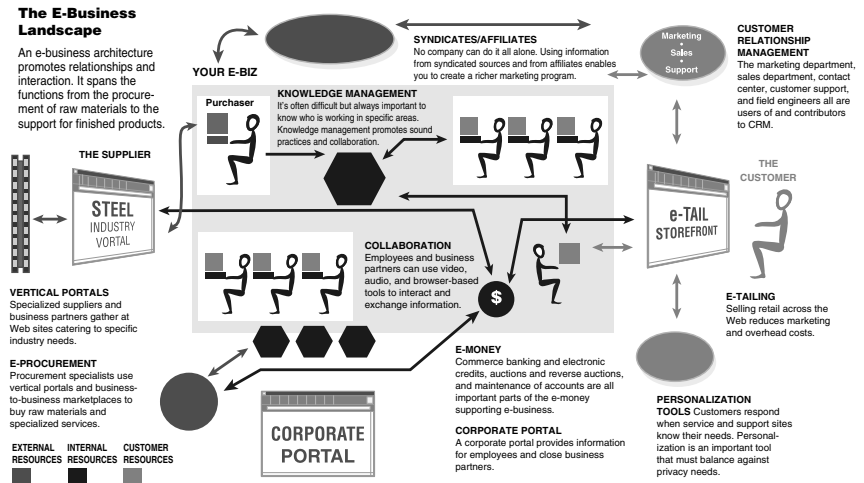 The E-Business
Landscape
An e-business architecture
promotes relationships and
interaction. It spans the
functions from the procure-
ment of raw materials to the
support for finished products.
YOUR E-BIZ
SYNDICATES/AFFILIATES
No company can do it all alone. Using information
from syndicated sources and from affiliates enables
you to create a richer marketing program.
Marketing
•
Sales
•
Support
CUSTOMER
RELATIONSHIP
MANAGEMENT
The marketing department,
sales department, contact
center, customer support,
and field engineers all are
users of and contributors
to CRM.
Purchaser
KNOWLEDGE MANAGEMENT
It's often difficult but always important to
know who is working in specific areas.
Knowledge management promotes sound
practices and collaboration.
THE SUPPLIER
STEEL
INDUSTRY
VORTAL
THE
CUSTOMER
e-TAIL
STOREFRONT
COLLABORATION
Employees and business
partners can use video,
audio, and browser-based
tools to interact and
exchange information.
$
VERTICAL PORTALS
Specialized suppliers and
business partners gather at
Web sites catering to specific
industry needs.
E-TAILING
Selling retail across the
Web reduces marketing
and overhead costs.
E-PROCUREMENT
Procurement specialists use
vertical portals and business-
to-business marketplaces to
buy raw materials and
specialized services.
E-MONEY
Commerce banking and electronic
credits, auctions and reverse auctions,
and maintenance of accounts are all
important parts of the e-money
supporting e-business.
CORPORATE
PORTAL
CORPORATE PORTAL
A corporate portal provides information
for employees and close business
partners.
PERSONALIZATION
TOOLS Customers respond
when service and support sites
know their needs. Personal-
ization is an important tool
that must balance against
privacy needs.
EXTERNAL
RESOURCES
INTERNAL
RESOURCES
CUSTOMER
RESOURCES